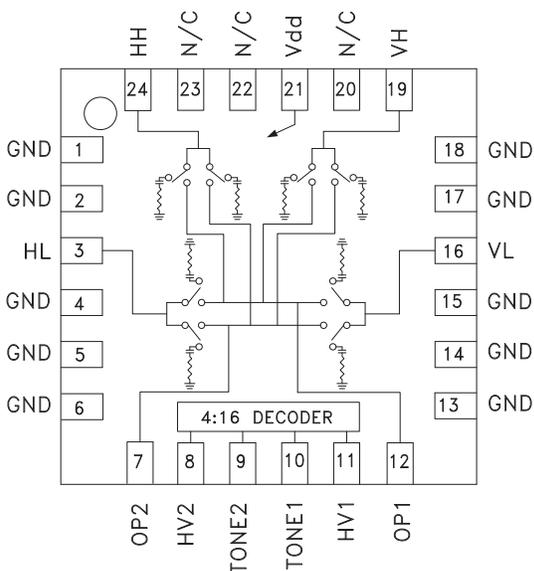 HH
N/C
N/C
Vdd
N/C
VH
24
23
22
21
20
19
GND 1
18 GND
GND 2
17 GND
HL 3
16 VL
GND 4
15 GND
GND 5
14 GND
GND 6
13 GND
4:16 DECODER
7
8
9
10
11
12
OP2
HV2
TONE2
TONE1
HV1
OP1